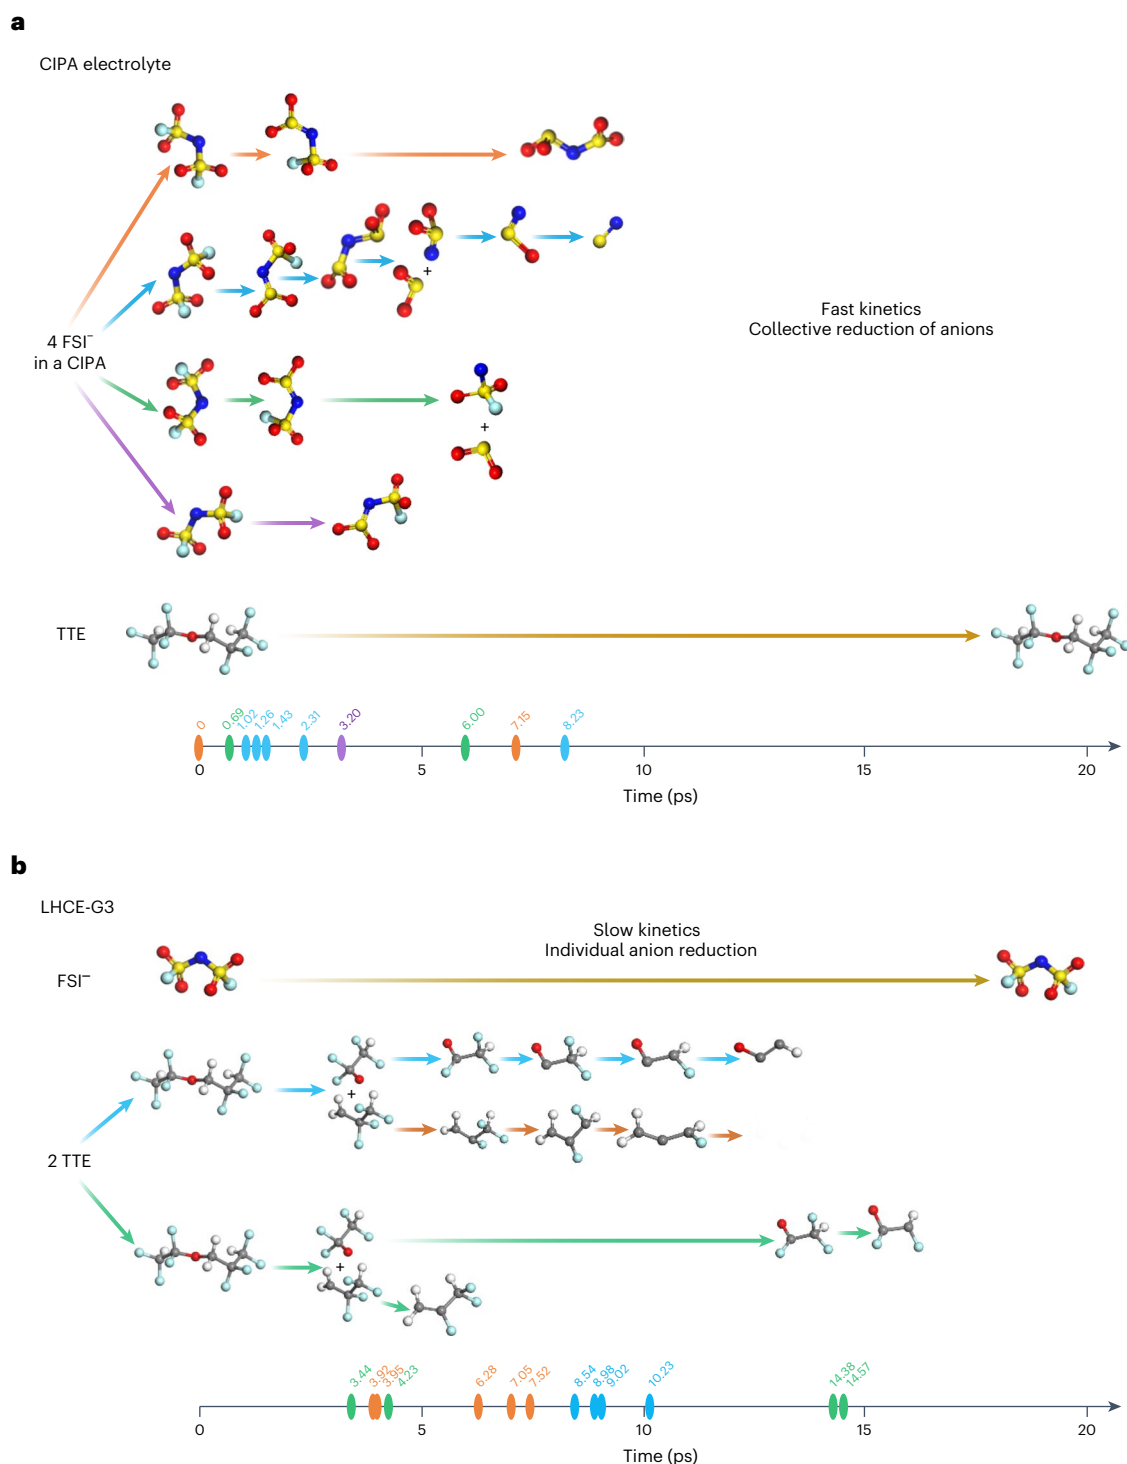 a
CIPA electrolyte
+
Fast kinetics
Collective reduction of anions
4 FSI⁻
in a CIPA
+
TTE
0 0.69 1.02 1.26 1.43 2.31 3.20 6.00 7.15 8.23
0 5 10 15 20
Time (ps)
b
LHCE-G3
Slow kinetics
Individual anion reduction
FSI⁻
+
2 TTE
+
3.44 3.92 3.95 4.23 6.28 7.05 7.52 8.54 8.98 9.02 10.23 14.38 14.57
0 5 10 15 20
Time (ps)